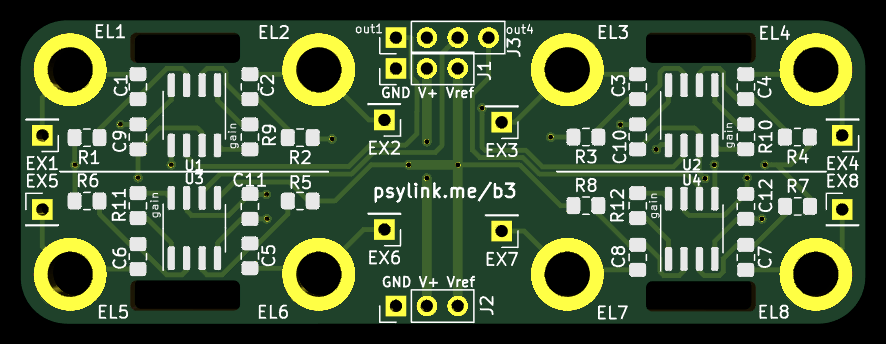 EL1 EL2 out1 out4 EL3 EL4
J3
J1
C1 C2 GND V+ Vref C3 C4
C9 gain R9 EX2 EX3 C10 gain R10
EX1 R1 U1 R2 R3 U2 R4 EX4
EX5 R6 U3 C11 R5 R8 U4 R7 EX8
R11 gain psylink.me/b3 R12 gain C12
C6 C5 EX6 EX7 C8 C7
GND V+ Vref
J2
EL5 EL6 EL7 EL8